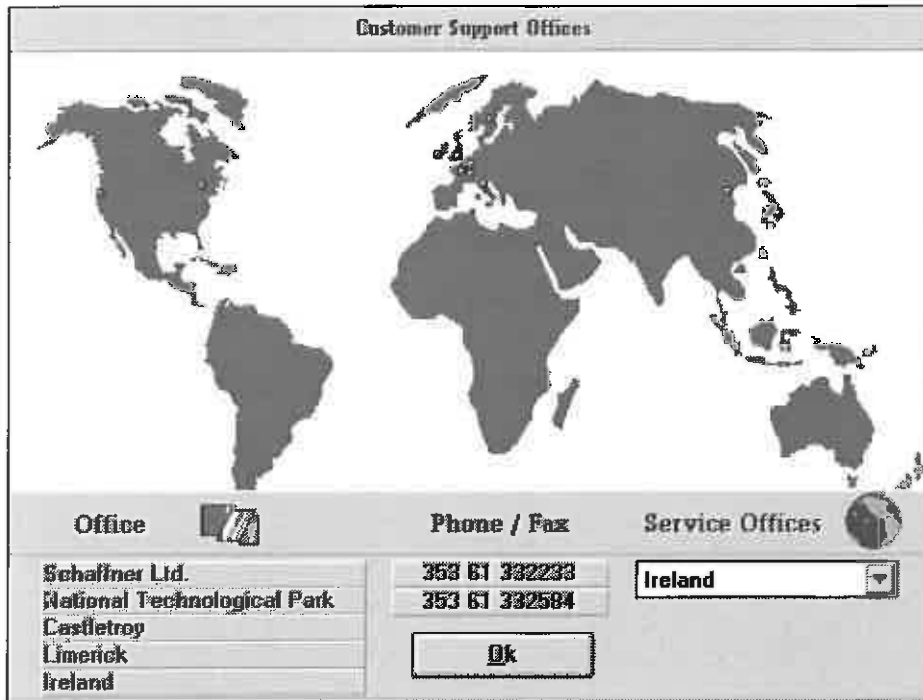 Customer Support Offices
Office
Phone / Fax
Service Offices
Schaffner Ltd.
National Technological Park
Castletroy
Limerick
Ireland
353 61 332233
353 61 332584
Ireland
Ok